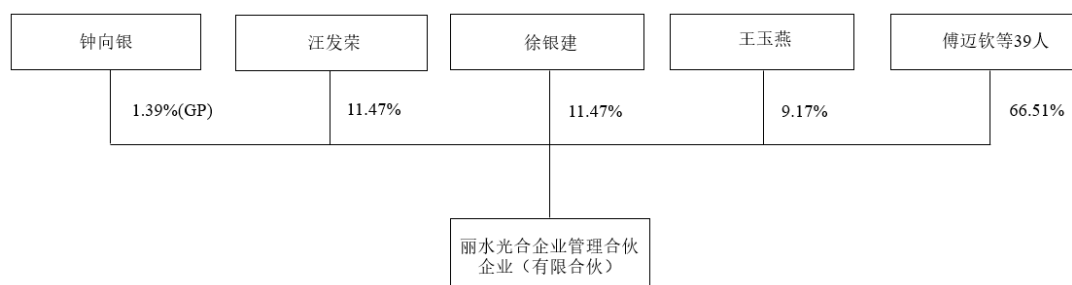 钟向银
汪发荣
徐银建
王玉燕
傅迈钦等39人
1.39%(GP)
11.47%
11.47%
9.17%
66.51%
丽水光合企业管理合伙
企业（有限合伙）